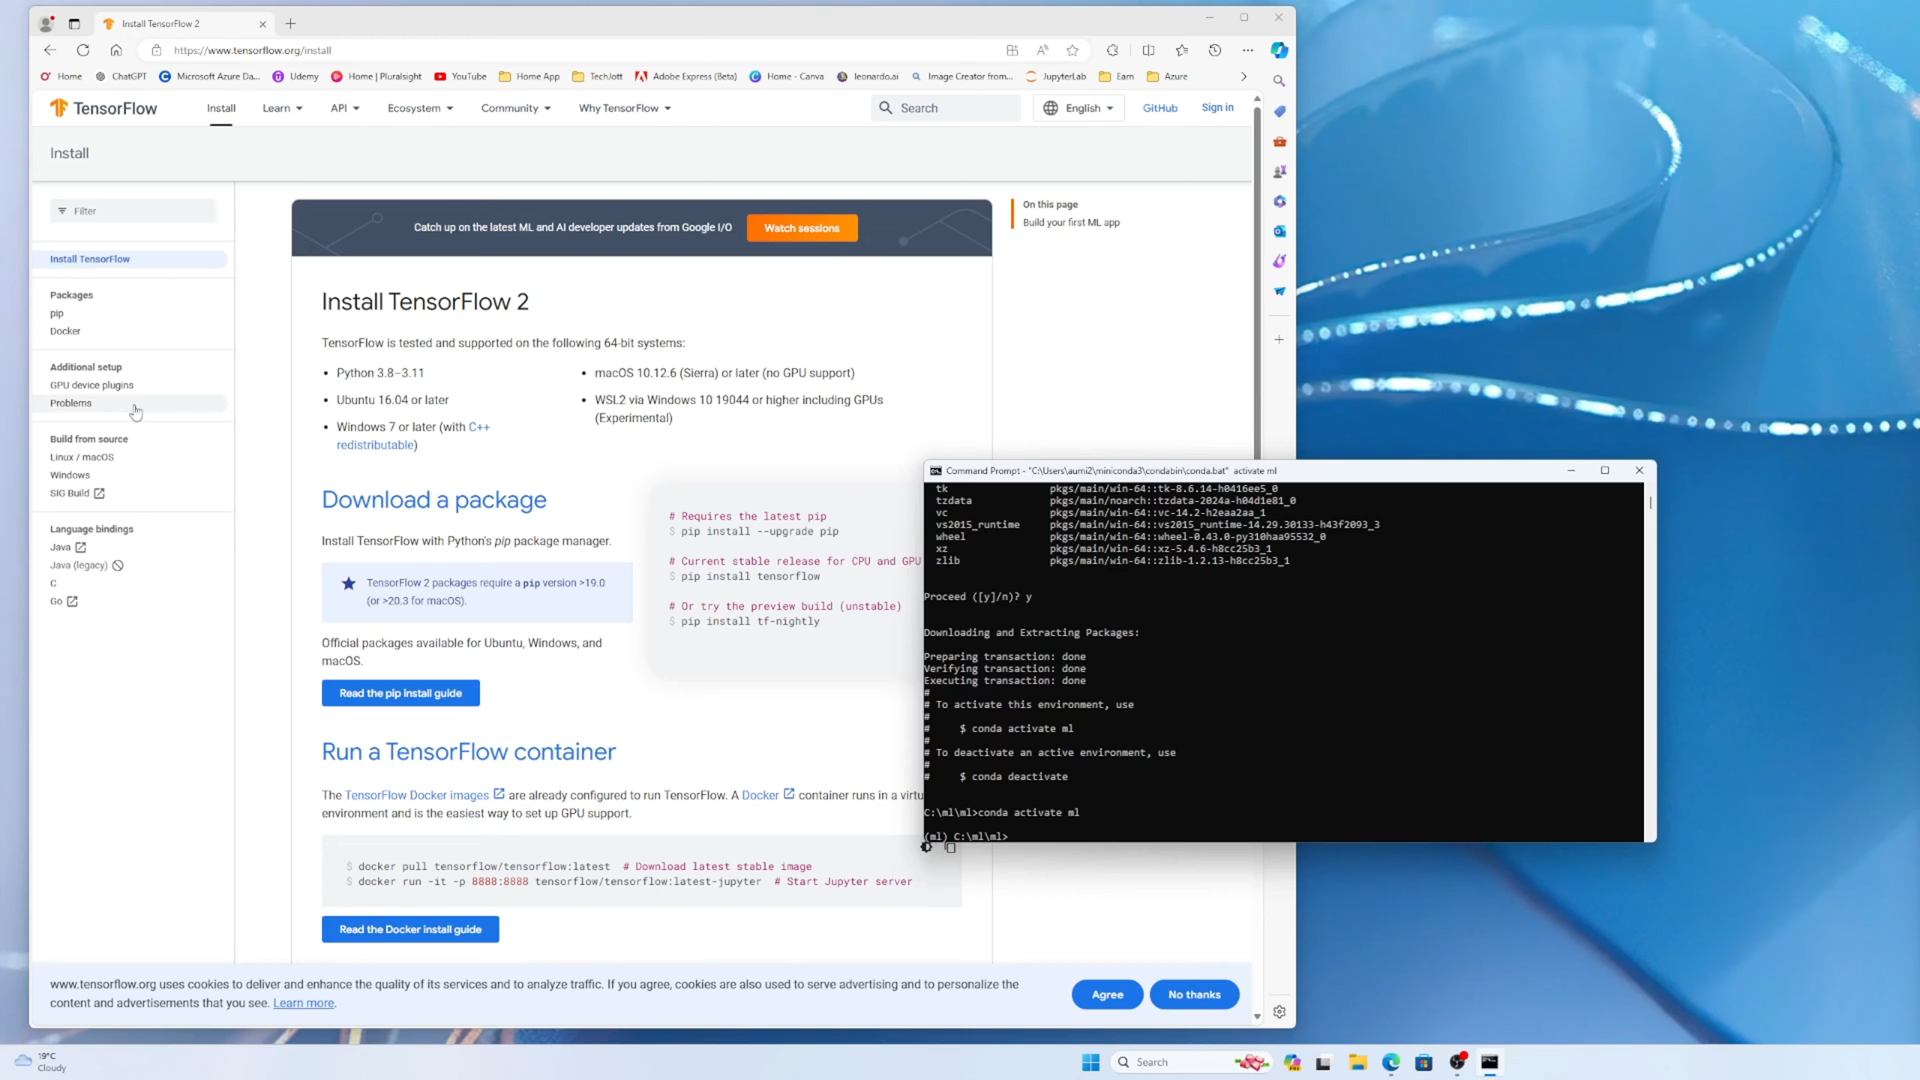 Install TensorFlow 2
https://www.tensorflow.org/install
Home
ChatGPT
Microsoft Azure Da...
Udemy
Home | Pluralsight
YouTube
Home App
TechJott
Adobe Express (Beta)
Home - Canva
leonardo.ai
Image Creator from...
JupyterLab
Earn
Azure
TensorFlow
Install
Learn
API
Ecosystem
Community
Why TensorFlow
Search
English
GitHub
Sign in
Install
Filter
Install TensorFlow
Packages
pip
Docker
Additional setup
GPU device plugins
Problems
Build from source
Linux / macOS
Windows
SIG Build
Language bindings
Java
Java (legacy)
C
Go
Catch up on the latest ML and AI developer updates from Google I/O
Watch sessions
On this page
Build your first ML app
Install TensorFlow 2
TensorFlow is tested and supported on the following 64-bit systems:
• Python 3.8–3.11
• Ubuntu 16.04 or later
• Windows 7 or later (with C++
redistributable)
• macOS 10.12.6 (Sierra) or later (no GPU support)
• WSL2 via Windows 10 19044 or higher including GPUs
(Experimental)
Download a package
Install TensorFlow with Python's pip package manager.
TensorFlow 2 packages require a pip version >19.0
(or >20.3 for macOS).
Official packages available for Ubuntu, Windows, and
macOS.
Read the pip install guide
# Requires the latest pip
$ pip install --upgrade pip
# Current stable release for CPU and GPU
$ pip install tensorflow
# Or try the preview build (unstable)
$ pip install tf-nightly
Run a TensorFlow container
The TensorFlow Docker images are already configured to run TensorFlow. A Docker container runs in a virtu
environment and is the easiest way to set up GPU support.
$ docker pull tensorflow/tensorflow:latest # Download latest stable image
$ docker run -it -p 8888:8888 tensorflow/tensorflow:latest-jupyter # Start Jupyter server
Read the Docker install guide
www.tensorflow.org uses cookies to deliver and enhance the quality of its services and to analyze traffic. If you agree, cookies are also used to serve advertising and to personalize the
content and advertisements that you see. Learn more.
Agree
No thanks
Command Prompt - "C:\Users\aumi2\miniconda3\condabin\conda.bat" activate ml
tk pkgs/main/win-64::tk-8.6.14-h0416ee5_0
tzdata pkgs/main/noarch::tzdata-2024a-h04d1e81_0
vc pkgs/main/win-64::vc-14.2-h2eaa2aa_1
vs2015_runtime pkgs/main/win-64::vs2015_runtime-14.29.30133-h43f2093_3
wheel pkgs/main/win-64::wheel-0.43.0-py310haa95532_0
xz pkgs/main/win-64::xz-5.4.6-h8cc25b3_1
zlib pkgs/main/win-64::zlib-1.2.13-h8cc25b3_1
Proceed ([y]/n)? y
Downloading and Extracting Packages:
Preparing transaction: done
Verifying transaction: done
Executing transaction: done
#
# To activate this environment, use
#
# $ conda activate ml
#
# To deactivate an active environment, use
#
# $ conda deactivate
C:\ml\ml>conda activate ml
(ml) C:\ml\ml>
19°C
Cloudy
Search